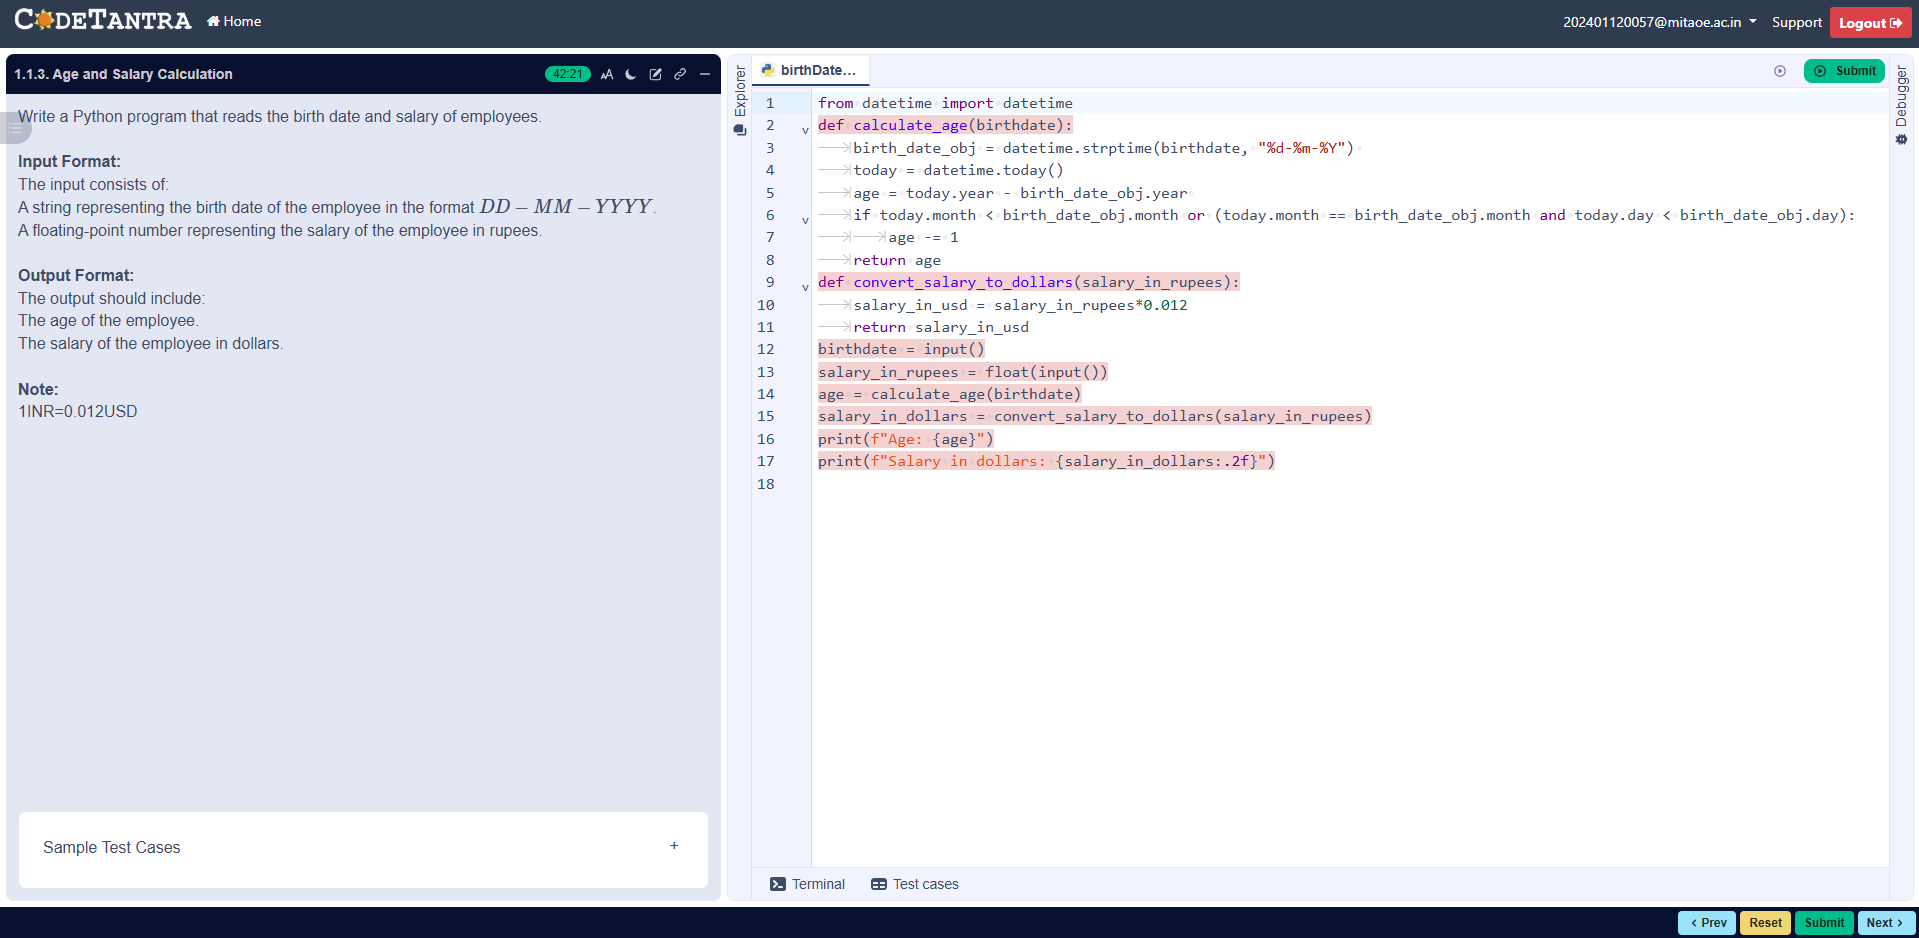 CODETANTRA Home
202401120057@mitaoe.ac.in Support Logout
1.1.3. Age and Salary Calculation
42:21 AA
Write a Python program that reads the birth date and salary of employees.
Input Format:
The input consists of:
A string representing the birth date of the employee in the format DD – MM – YYYY.
A floating-point number representing the salary of the employee in rupees.
Output Format:
The output should include:
The age of the employee.
The salary of the employee in dollars.
Note:
1INR=0.012USD
Sample Test Cases +
Explorer
birthDate...
Submit
Debugger
1 from datetime import datetime
2 def calculate_age(birthdate):
3 birth_date_obj = datetime.strptime(birthdate, "%d-%m-%Y")
4 today = datetime.today()
5 age = today.year - birth_date_obj.year
6 if today.month < birth_date_obj.month or (today.month == birth_date_obj.month and today.day < birth_date_obj.day):
7 age -= 1
8 return age
9 def convert_salary_to_dollars(salary_in_rupees):
10 salary_in_usd = salary_in_rupees*0.012
11 return salary_in_usd
12 birthdate = input()
13 salary_in_rupees = float(input())
14 age = calculate_age(birthdate)
15 salary_in_dollars = convert_salary_to_dollars(salary_in_rupees)
16 print(f"Age: {age}")
17 print(f"Salary in dollars: {salary_in_dollars:.2f}")
18
Terminal Test cases
< Prev Reset Submit Next >